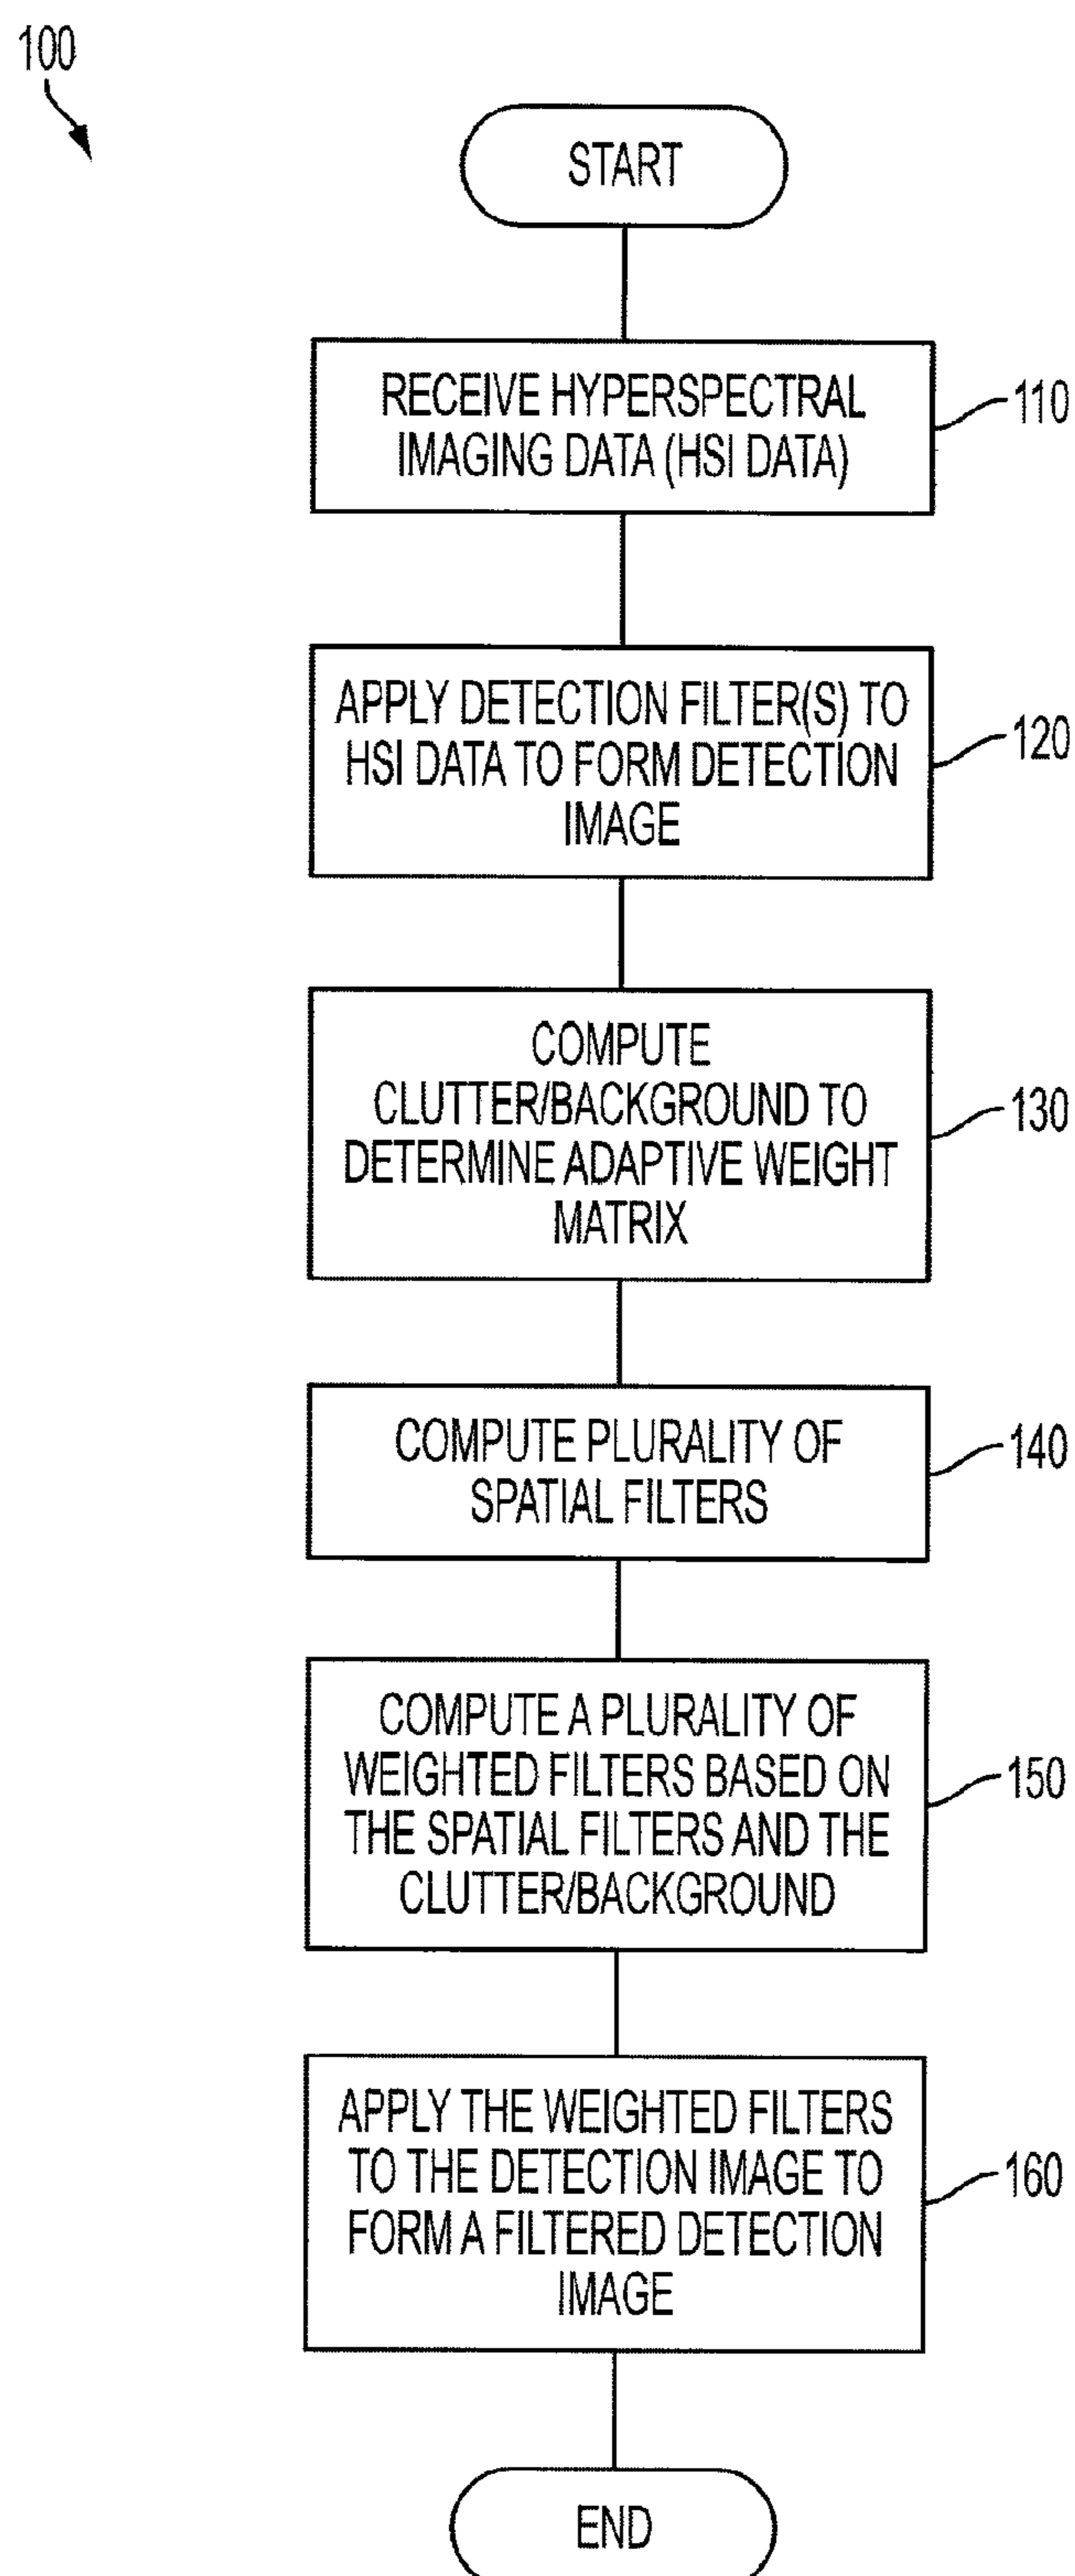 100
START
RECEIVE HYPERSPECTRAL
IMAGING DATA (HSI DATA)
110
APPLY DETECTION FILTER(S) TO
HSI DATA TO FORM DETECTION
IMAGE
120
COMPUTE
CLUTTER/BACKGROUND TO
DETERMINE ADAPTIVE WEIGHT
MATRIX
130
COMPUTE PLURALITY OF
SPATIAL FILTERS
140
COMPUTE A PLURALITY OF
WEIGHTED FILTERS BASED ON
THE SPATIAL FILTERS AND THE
CLUTTER/BACKGROUND
150
APPLY THE WEIGHTED FILTERS
TO THE DETECTION IMAGE TO
FORM A FILTERED DETECTION
IMAGE
160
END